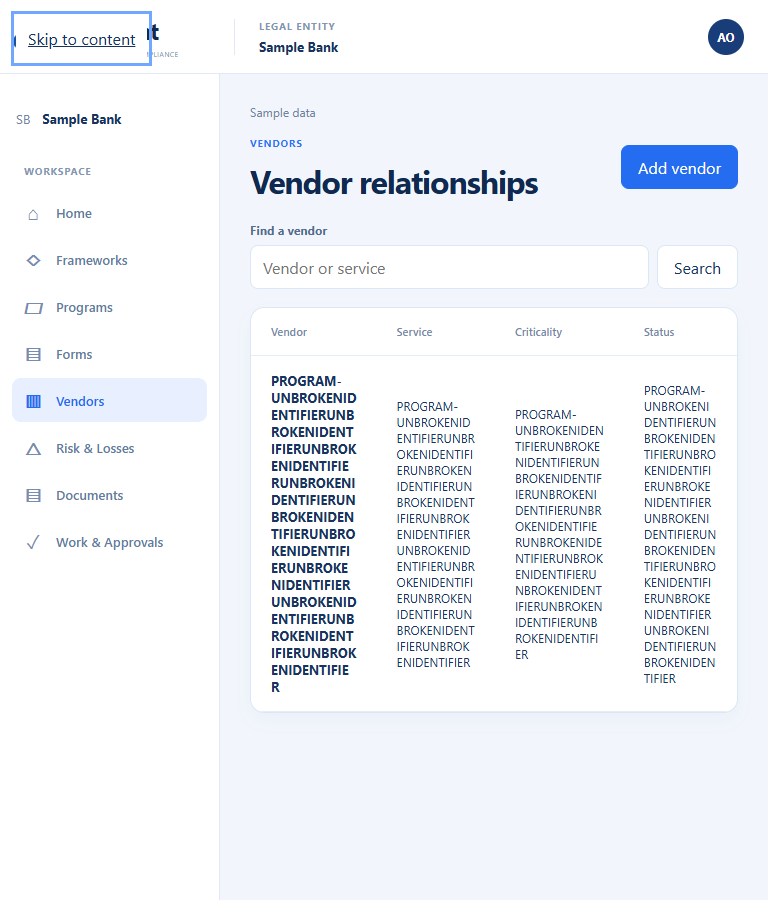 Skip to content
LEGAL ENTITY
Sample Bank
AO
SB Sample Bank
WORKSPACE
Home
Frameworks
Programs
Forms
Vendors
Risk & Losses
Documents
Work & Approvals
Sample data
VENDORS
Vendor relationships
Add vendor
Find a vendor
Vendor or service
Search
Vendor
Service
Criticality
Status
PROGRAM-
UNBROKENID
ENTIFIERUNB
ROKENIDENT
IFIERUNBROK
ENIDENTIFIE
RUNBROKENI
DENTIFIERUN
BROKENIDEN
TIFIERUNBRO
KENIDENTIFI
ERUNBROKE
NIDENTIFIER
UNBROKENID
ENTIFIERUNB
ROKENIDENT
IFIERUNBROK
ENIDENTIFIE
R
PROGRAM-
UNBROKENID
ENTIFIERUNBR
OKENIDENTIFI
ERUNBROKEN
IDENTIFIERUN
BROKENIDENT
IFIERUNBROK
ENIDENTIFIER
UNBROKENID
ENTIFIERUNBR
OKENIDENTIFI
ERUNBROKEN
IDENTIFIERUN
BROKENIDENT
IFIERUNBROK
ENIDENTIFIER
PROGRAM-
UNBROKENIDEN
TIFIERUNBROKE
NIDENTIFIERUN
BROKENIDENTIF
IERUNBROKENI
DENTIFIERUNBR
OKENIDENTIFIE
RUNBROKENIDE
NTIFIERUNBROK
ENIDENTIFIERU
NBROKENIDENT
IFIERUNBROKEN
IDENTIFIERUNB
ROKENIDENTIFI
ER
PROGRAM-
UNBROKENI
DENTIFIERUN
BROKENIDEN
TIFIERUNBRO
KENIDENTIFI
ERUNBROKE
NIDENTIFIER
UNBROKENI
DENTIFIERUN
BROKENIDEN
TIFIERUNBRO
KENIDENTIFI
ERUNBROKE
NIDENTIFIER
UNBROKENI
DENTIFIERUN
BROKENIDEN
TIFIER